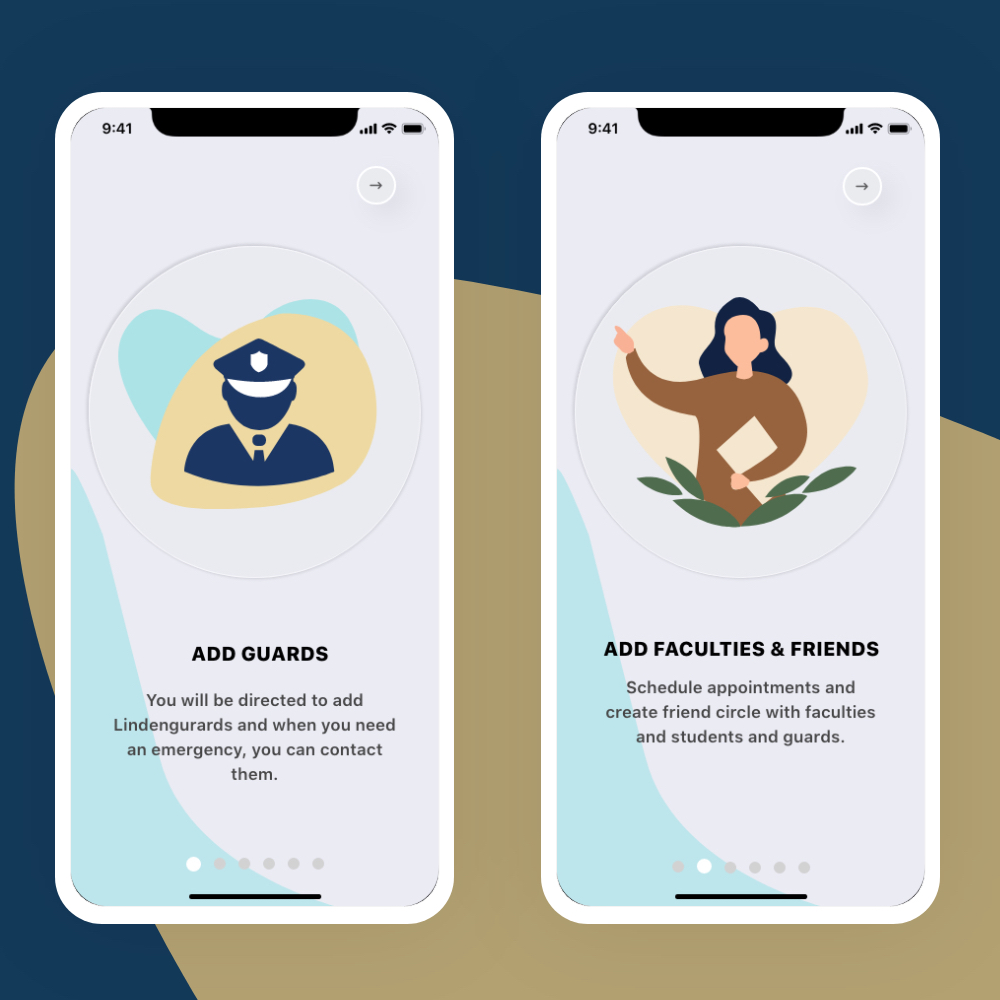 9:41
ADD GUARDS
You will be directed to add
Lindengurards and when you need
an emergency, you can contact
them.
9:41
ADD FACULTIES & FRIENDS
Schedule appointments and
create friend circle with faculties
and students and guards.